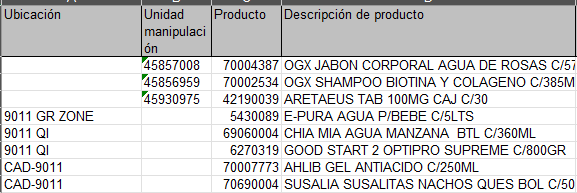 Ubicación Unidad manipulaci ón Producto Descripción de producto
45857008 70004387 OGX JABON CORPORAL AGUA DE ROSAS C/57
45856959 70002534 OGX SHAMPOO BIOTINA Y COLAGENO C/385M
45930975 42190039 ARETAEUS TAB 100MG CAJ C/30
9011 GR ZONE 5430089 E-PURA AGUA P/BEBE C/5LTS
9011 QI 69060004 CHIA MIA AGUA MANZANA BTL C/360ML
9011 QI 6270319 GOOD START 2 OPTIPRO SUPREME C/800GR
CAD-9011 70007773 AHLIB GEL ANTIACIDO C/250ML
CAD-9011 70690004 SUSALIA SUSALITAS NACHOS QUES BOL C/50